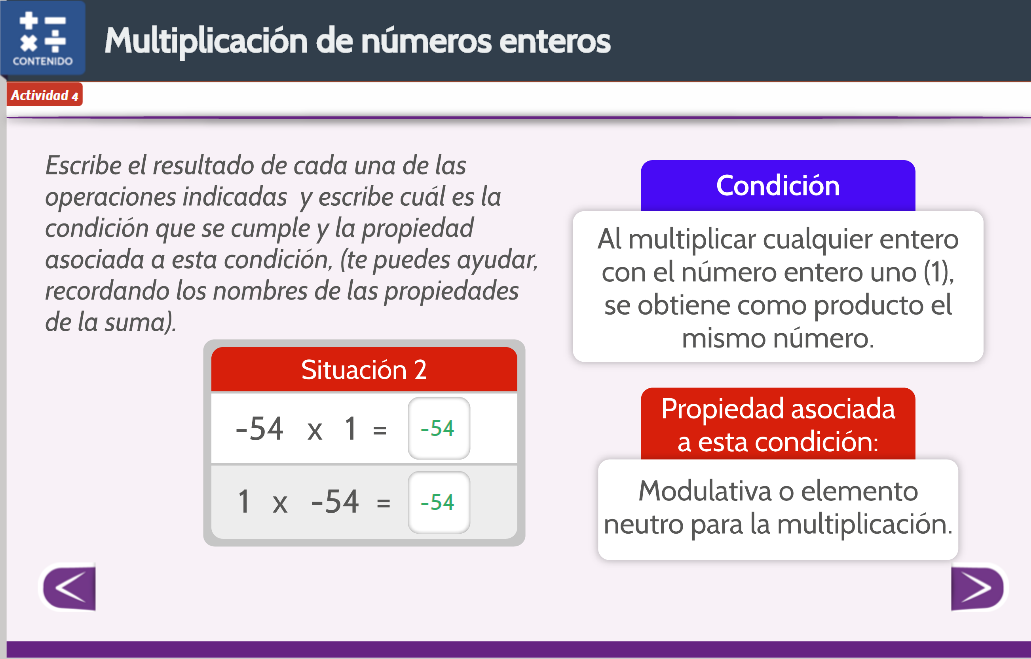 CONTENIDO
Multiplicación de números enteros
Actividad 4
Escribe el resultado de cada una de las
operaciones indicadas y escribe cuál es la
condición que se cumple y la propiedad
asociada a esta condición, (te puedes ayudar,
recordando los nombres de las propiedades
de la suma).
Situación 2
-54 x 1 = -54
1 x -54 = -54
Condición
Al multiplicar cualquier entero
con el número entero uno (1),
se obtiene como producto el
mismo número.
Propiedad asociada
a esta condición:
Modulativa o elemento
neutro para la multiplicación.